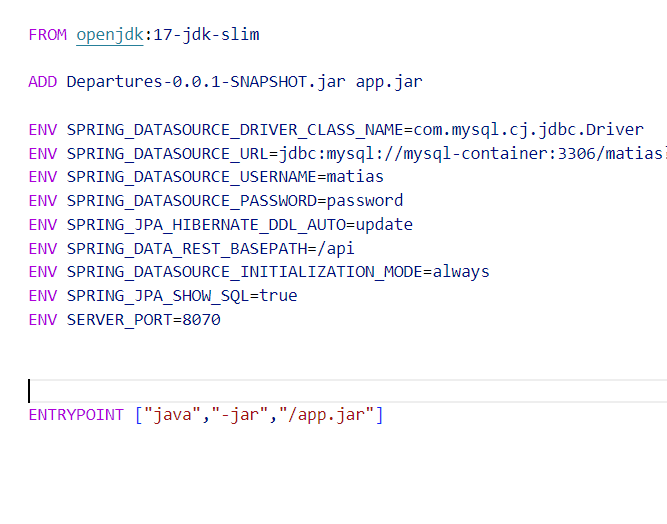 FROM openjdk:17-jdk-slim
ADD Departures-0.0.1-SNAPSHOT.jar app.jar
ENV SPRING_DATASOURCE_DRIVER_CLASS_NAME=com.mysql.cj.jdbc.Driver
ENV SPRING_DATASOURCE_URL=jdbc:mysql://mysql-container:3306/matias?
ENV SPRING_DATASOURCE_USERNAME=matias
ENV SPRING_DATASOURCE_PASSWORD=password
ENV SPRING_JPA_HIBERNATE_DDL_AUTO=update
ENV SPRING_DATA_REST_BASEPATH=/api
ENV SPRING_DATASOURCE_INITIALIZATION_MODE=always
ENV SPRING_JPA_SHOW_SQL=true
ENV SERVER_PORT=8070
ENTRYPOINT ["java","-jar","/app.jar"]